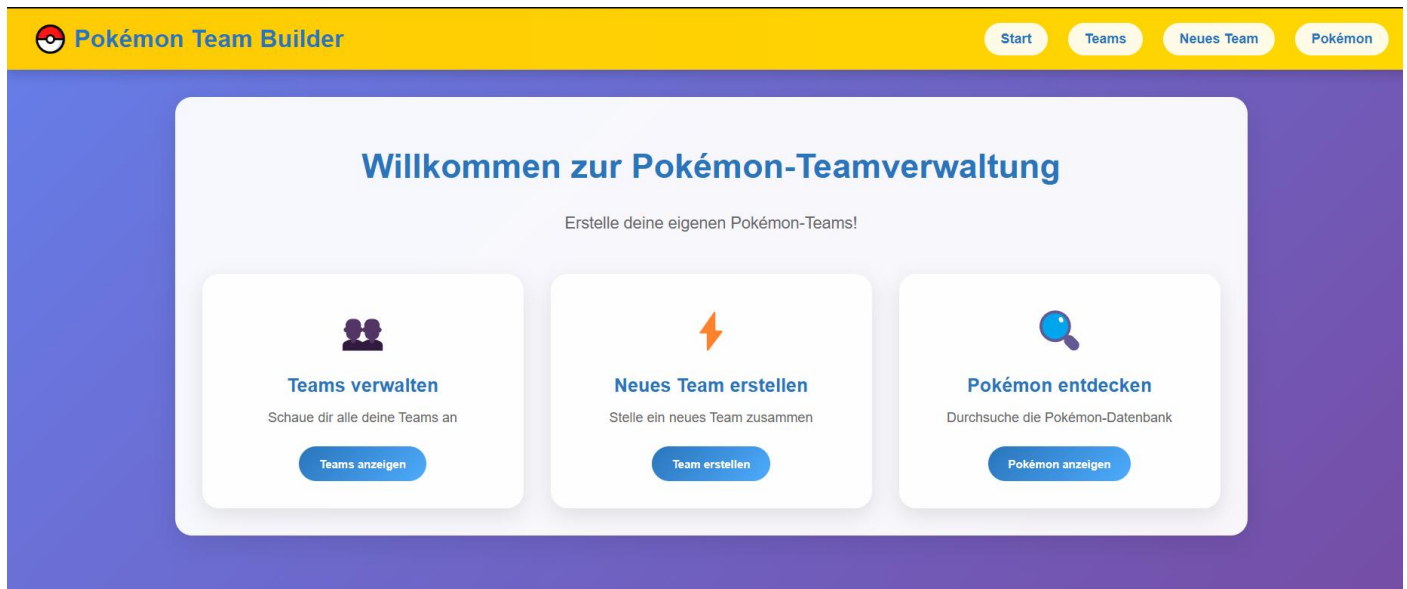 Pokémon Team Builder
Start
Teams
Neues Team
Pokémon
Willkommen zur Pokémon-Teamverwaltung
Erstelle deine eigenen Pokémon-Teams!
Teams verwalten
Schaue dir alle deine Teams an
Teams anzeigen
Neues Team erstellen
Stelle ein neues Team zusammen
Team erstellen
Pokémon entdecken
Durchsuche die Pokémon-Datenbank
Pokémon anzeigen